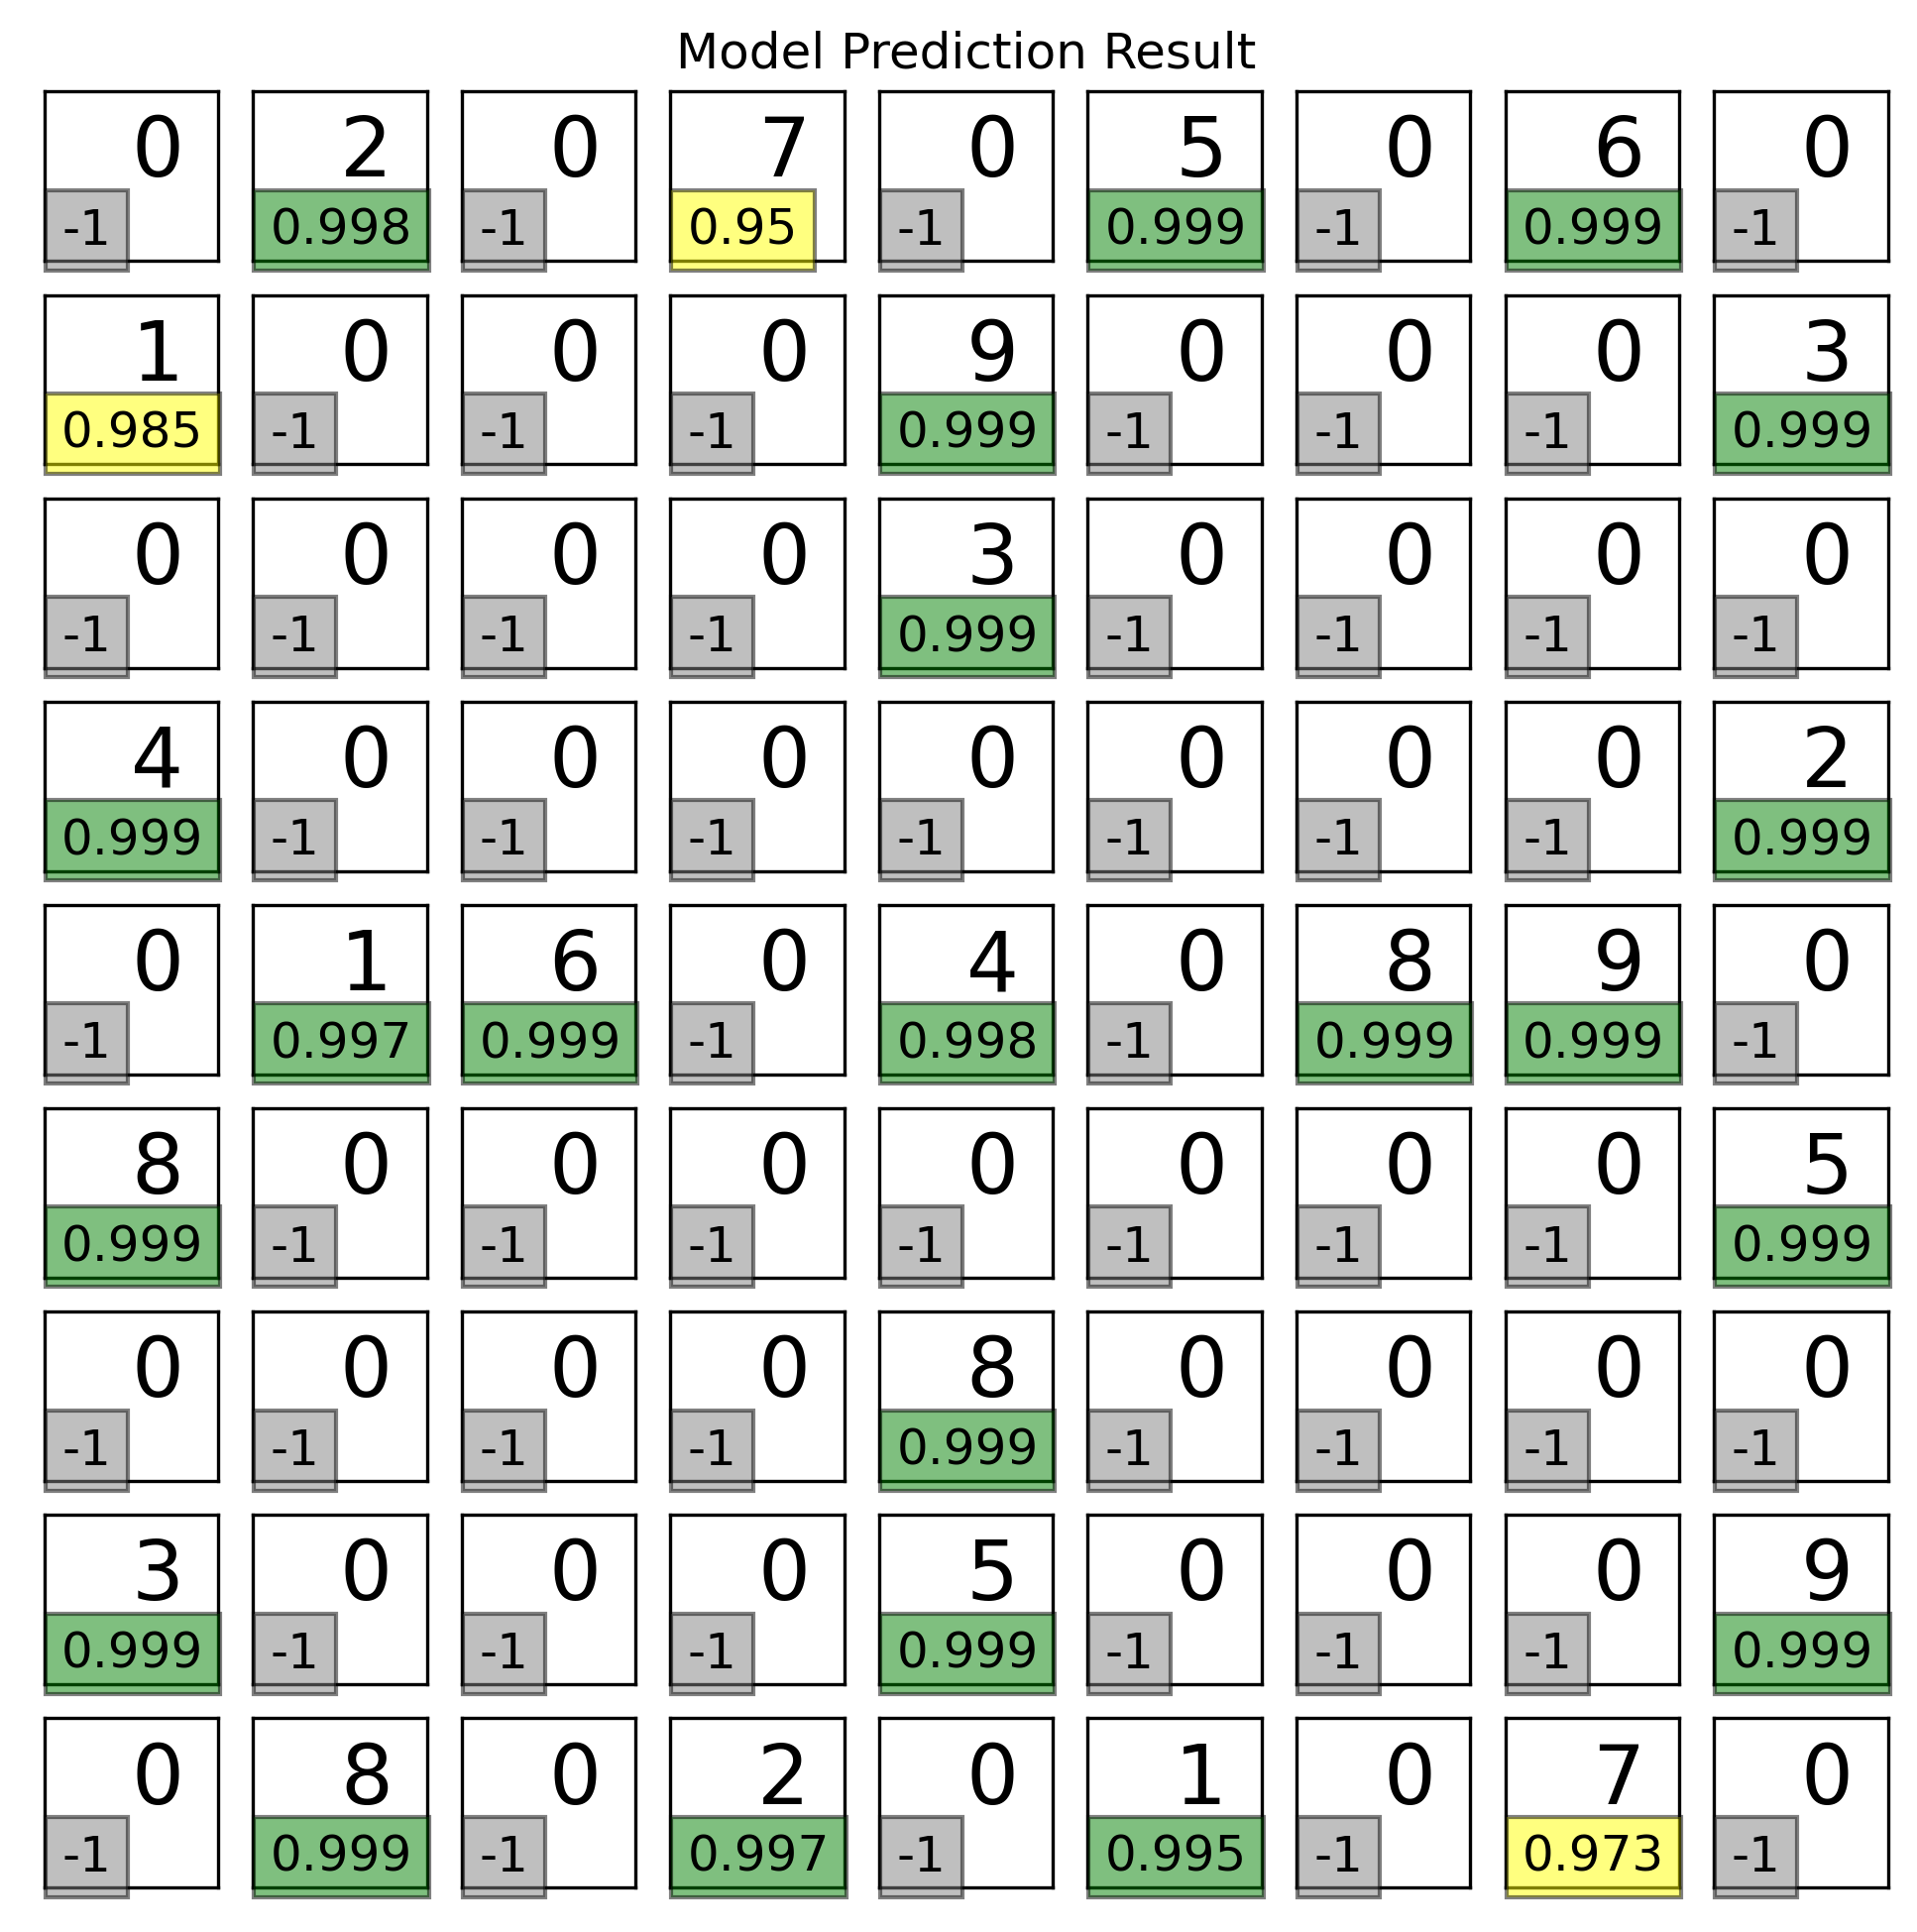 Model Prediction Result
0 2 0 7 0 5 0 6 0
-1 0.998 -1 0.95 -1 0.999 -1 0.999 -1
1 0 0 0 9 0 0 0 3
0.985 -1 -1 -1 0.999 -1 -1 -1 0.999
0 0 0 0 3 0 0 0 0
-1 -1 -1 -1 0.999 -1 -1 -1 -1
4 0 0 0 0 0 0 0 2
0.999 -1 -1 -1 -1 -1 -1 -1 0.999
0 1 6 0 4 0 8 9 0
-1 0.997 0.999 -1 0.998 -1 0.999 0.999 -1
8 0 0 0 0 0 0 0 5
0.999 -1 -1 -1 -1 -1 -1 -1 0.999
0 0 0 0 8 0 0 0 0
-1 -1 -1 -1 0.999 -1 -1 -1 -1
3 0 0 0 5 0 0 0 9
0.999 -1 -1 -1 0.999 -1 -1 -1 0.999
0 8 0 2 0 1 0 7 0
-1 0.999 -1 0.997 -1 0.995 -1 0.973 -1